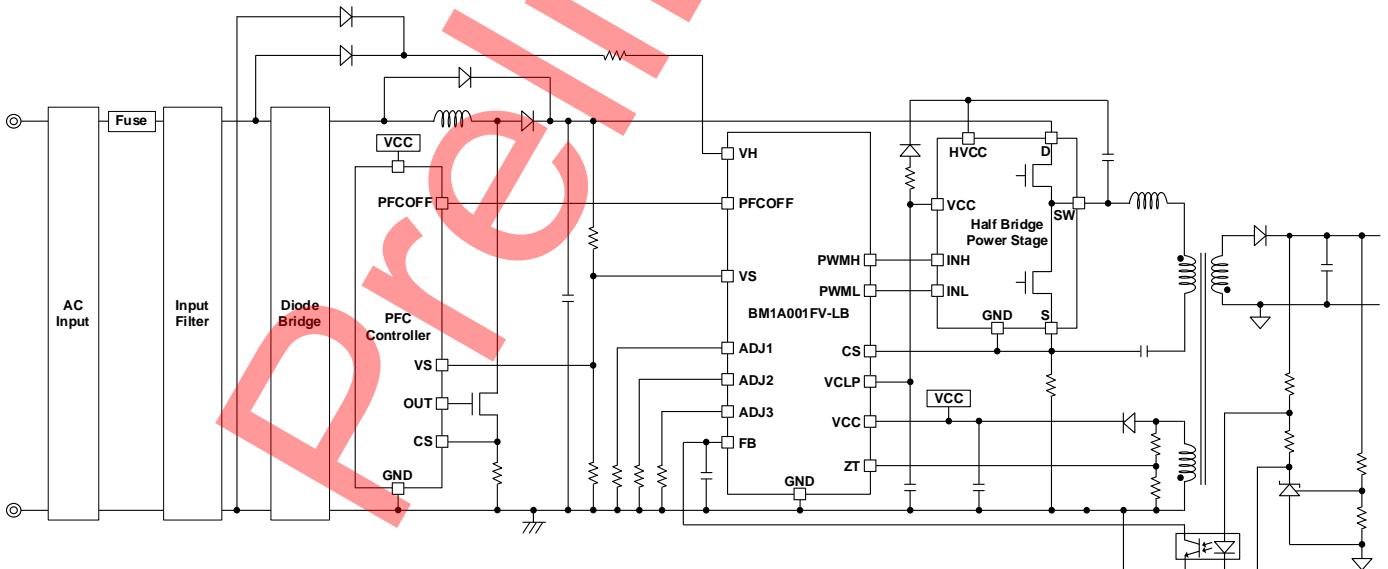 Preli
AC
Input
Fuse
Input
Filter
Diode
Bridge
VCC
PFCOFF
PFC
Controller
VS
OUT
CS
GND
VH
PFCOFF
VS
ADJ1
ADJ2
ADJ3
FB
PWMH
PWML
BM1A001FV-LB
CS
VCLP
VCC
ZT
GND
VCC
HVCC
D
VCC
SW
Half Bridge
Power Stage
INH
INL
GND
S